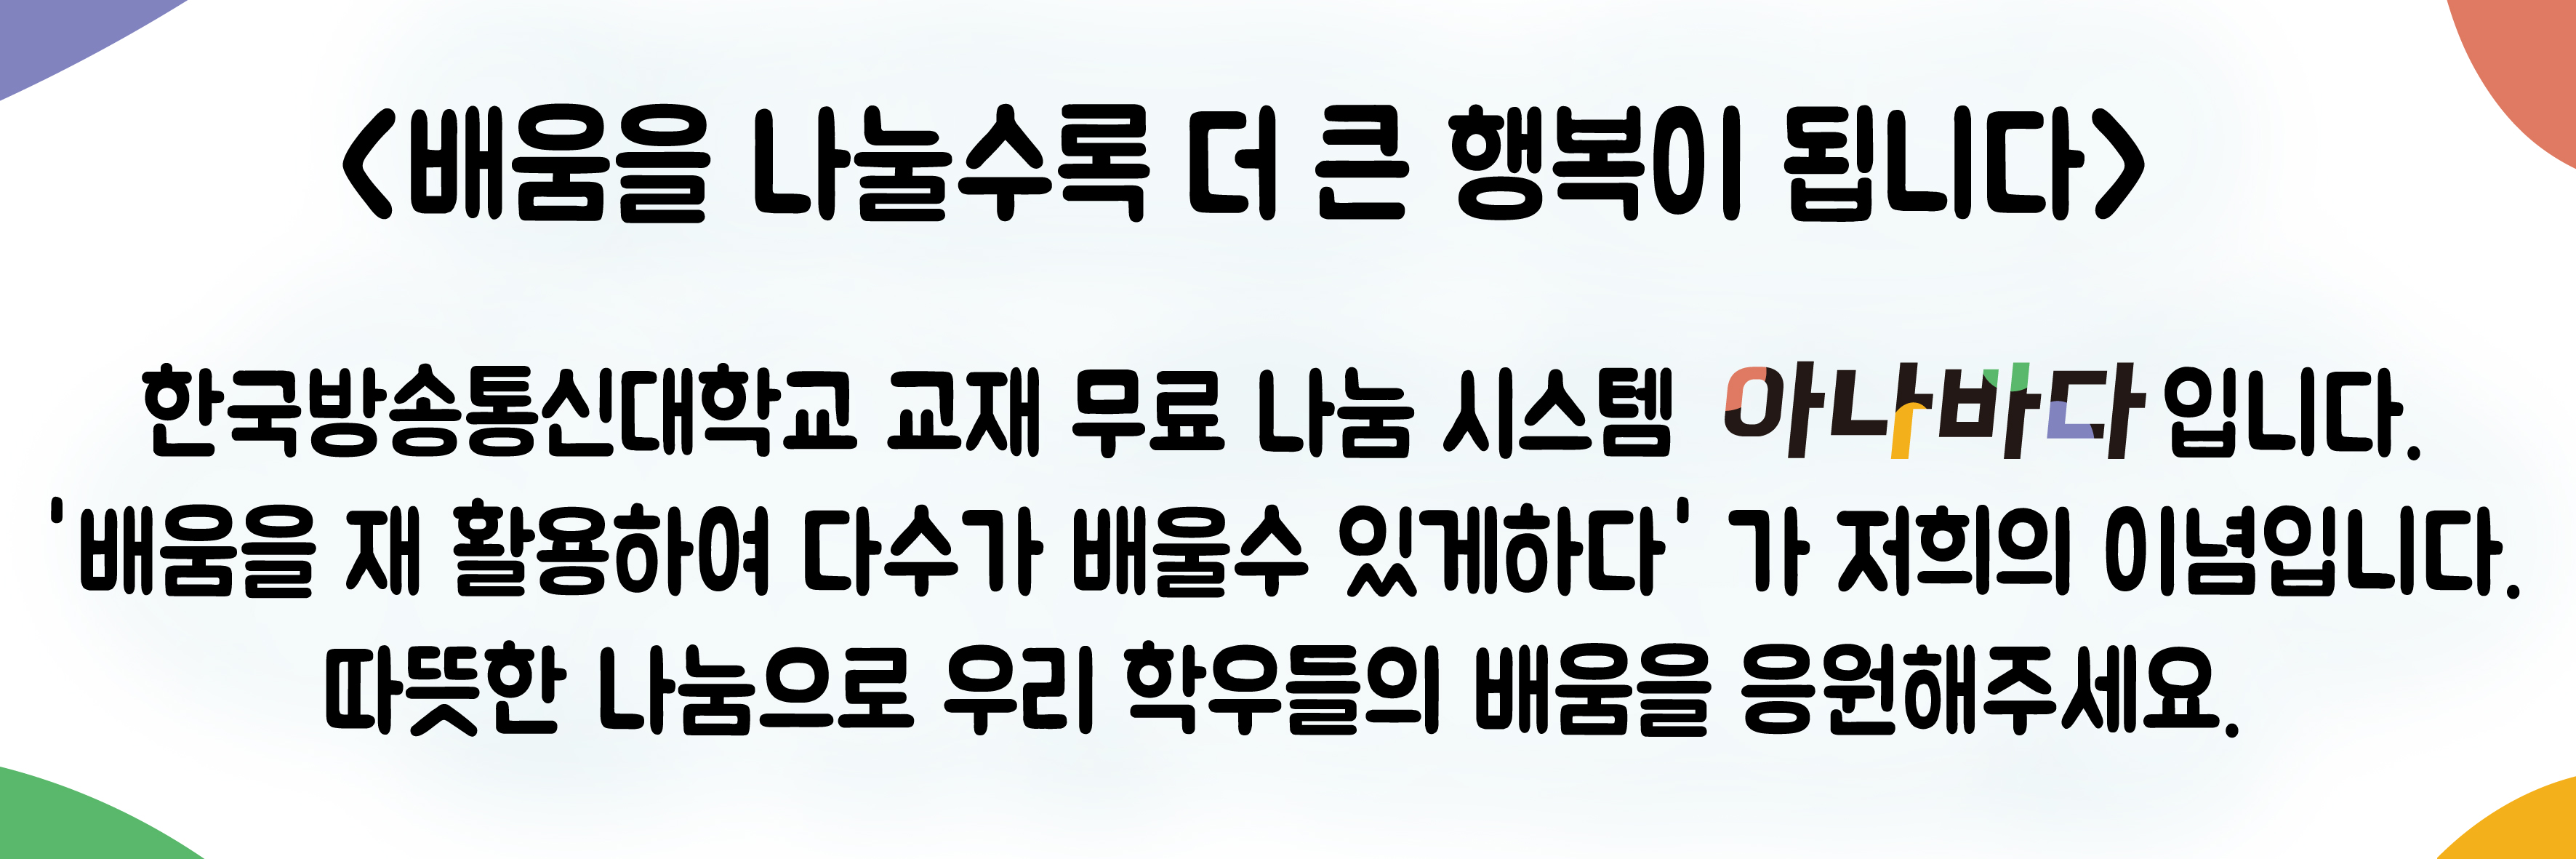 <배움을 나눌수록 더 큰 행복이 됩니다>
한국방송통신대학교 교재 무료 나눔 시스템 아나바다입니다.
'배움을 재 활용하여 다수가 배울수 있게하다' 가 저희의 이념입니다.
따뜻한 나눔으로 우리 학우들의 배움을 응원해주세요.